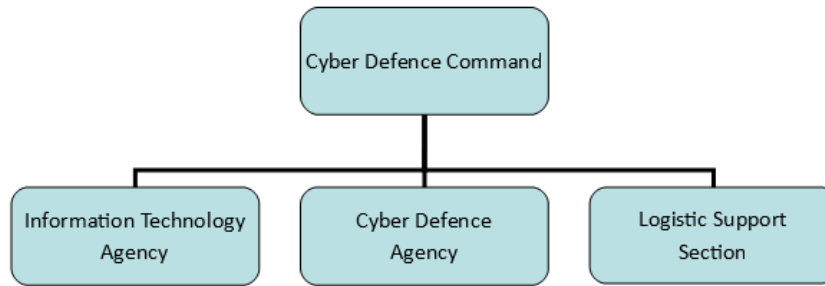 Cyber Defence Command
Information Technology
Agency
Cyber Defence
Agency
Logistic Support
Section